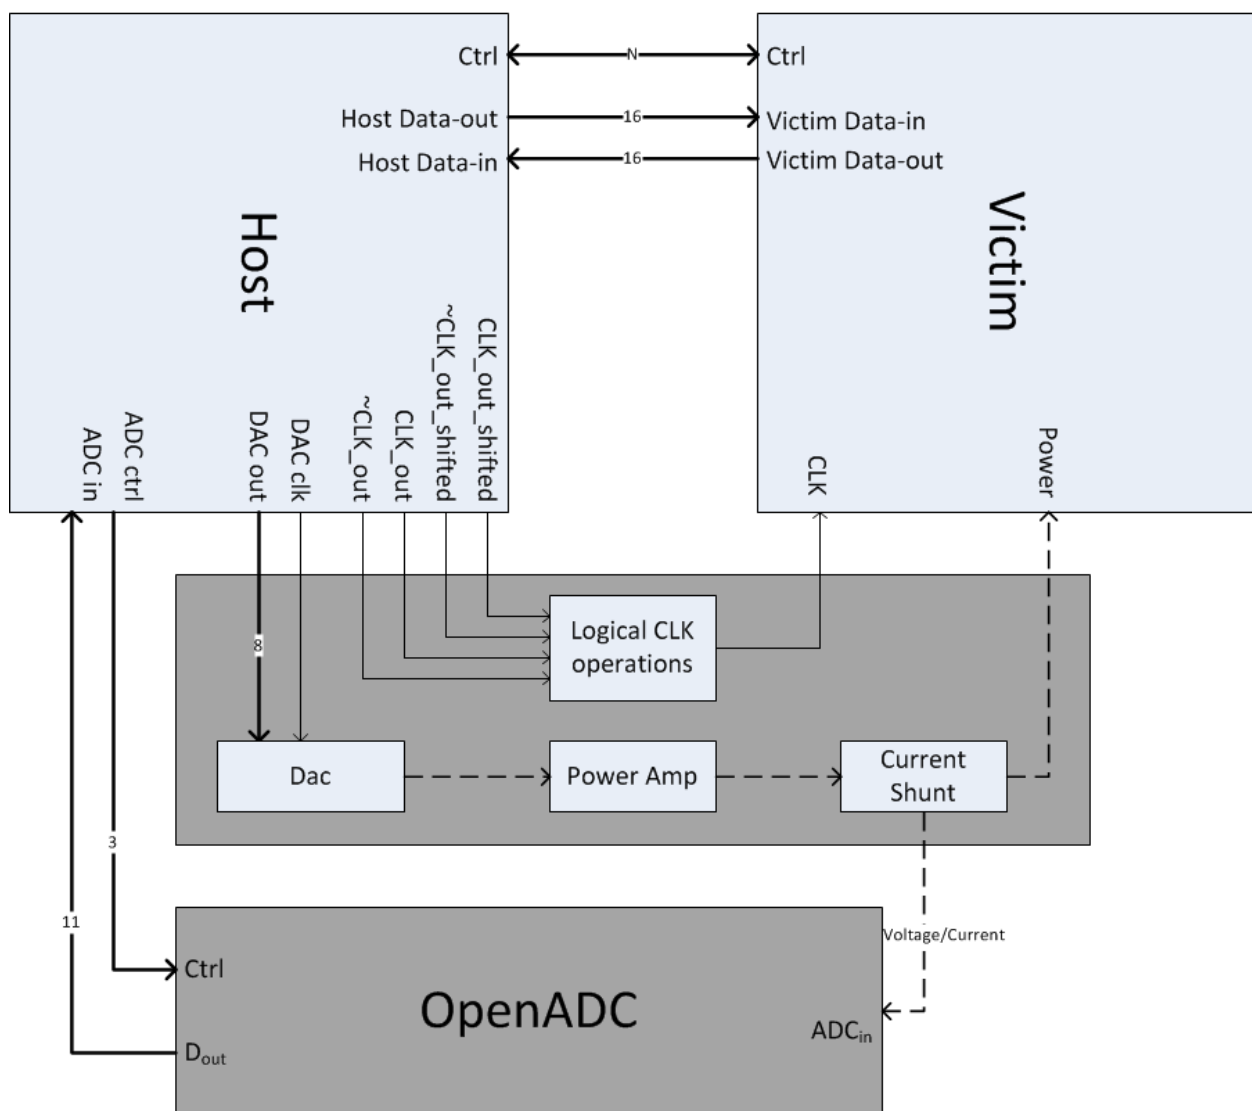 Ctrl
N
Ctrl
Host Data-out
16
Victim Data-in
Host Data-in
16
Victim Data-out
Host
Victim
ADC in
ADC ctrl
DAC out
DAC clk
~CLK_out
CLK_out
~CLK_out_shifted
CLK_out_shifted
CLK
Power
8
Logical CLK
operations
Dac
Power Amp
Current
Shunt
3
11
Voltage/Current
Ctrl
OpenADC
ADCin
Dout